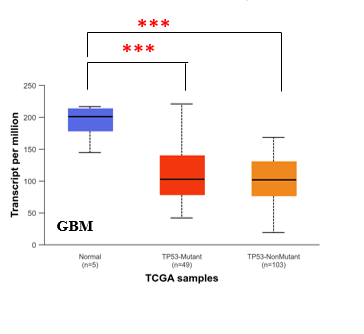 ***
***
250
200
150
100
50
0
Transcript per million
GBM
Normal
(n=5)
TP53-Mutant
(n=49)
TP53-NonMutant
(n=103)
TCGA samples